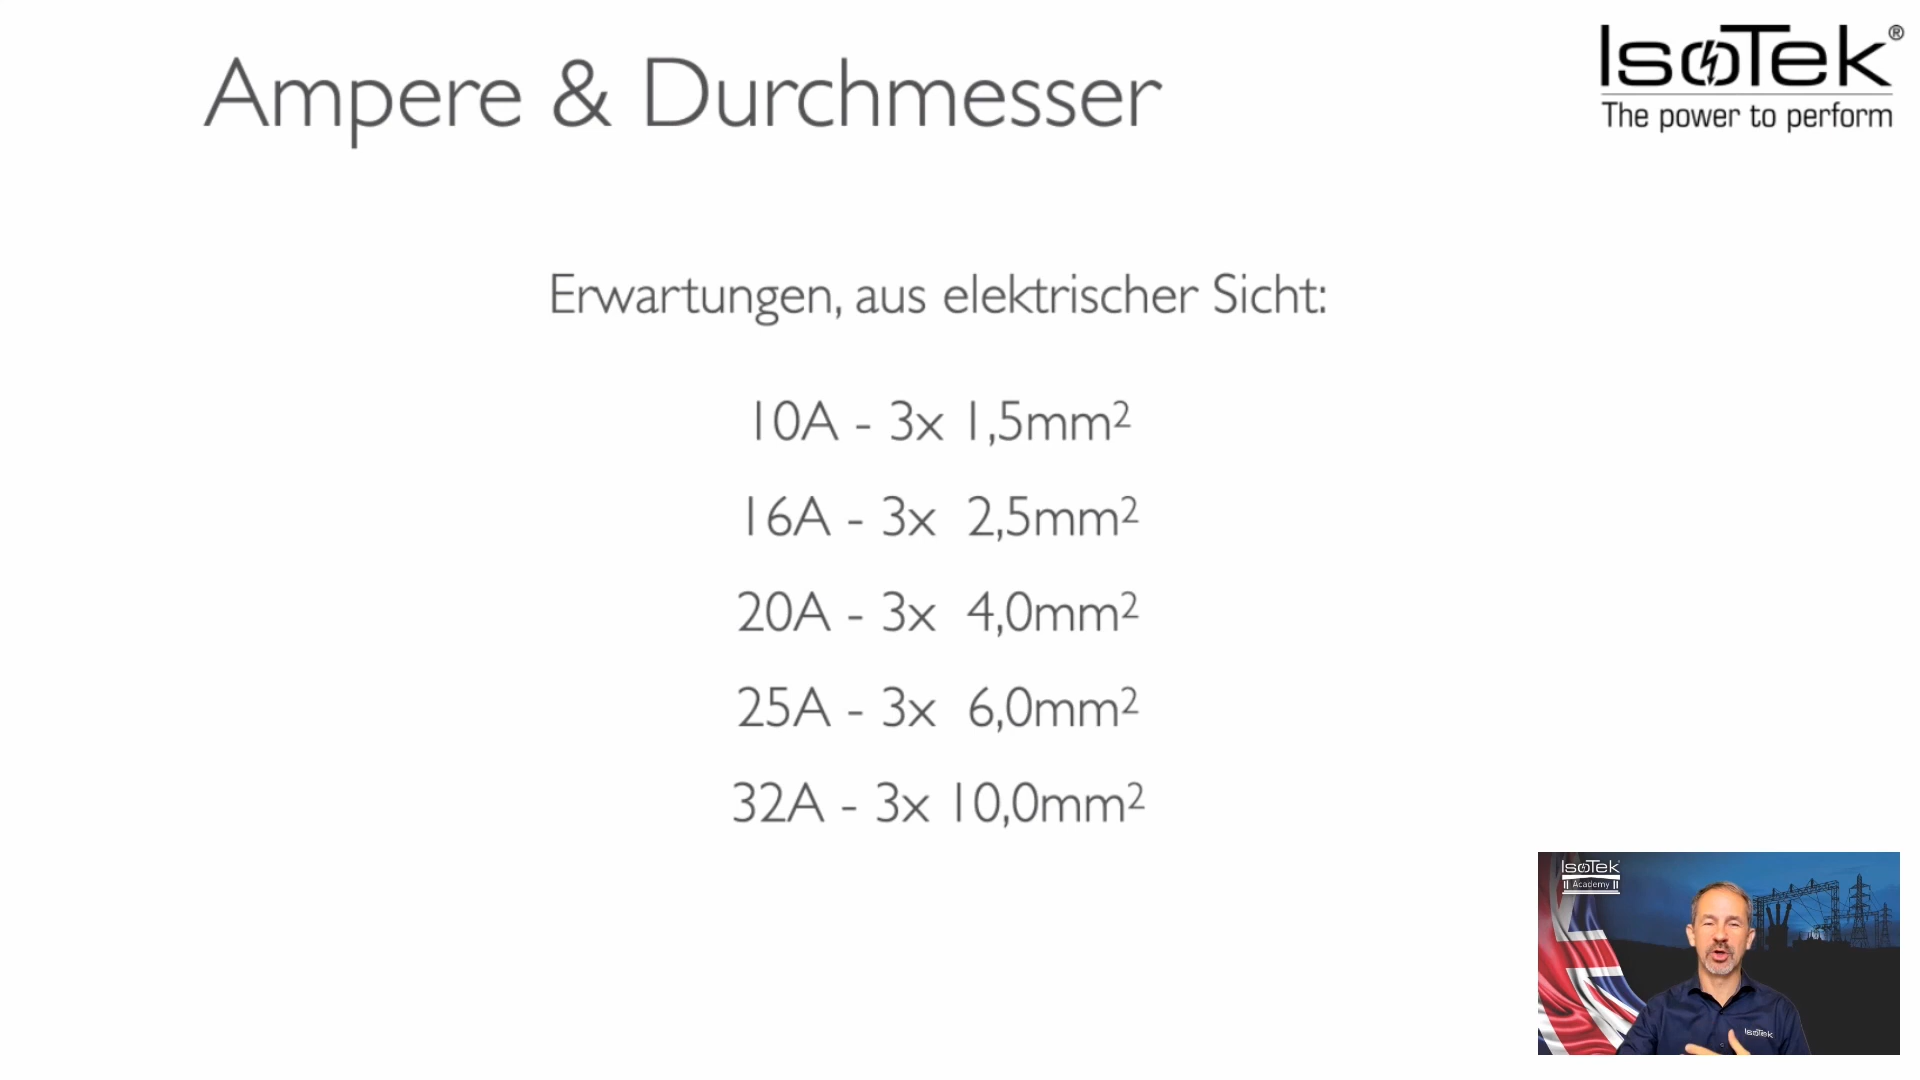 Ampere & Durchmesser
IsoTek®
The power to perform
Erwartungen, aus elektrischer Sicht:
10A - 3x 1,5mm²
16A - 3x 2,5mm²
20A - 3x 4,0mm²
25A - 3x 6,0mm²
32A - 3x 10,0mm²
IsoTek
Academy
IsoTek